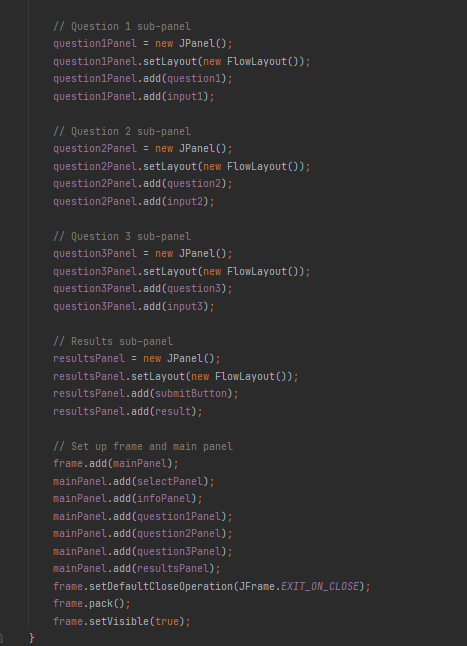 // Question 1 sub-panel
question1Panel = new JPanel();
question1Panel.setLayout(new FlowLayout());
question1Panel.add(question1);
question1Panel.add(input1);
// Question 2 sub-panel
question2Panel = new JPanel();
question2Panel.setLayout(new FlowLayout());
question2Panel.add(question2);
question2Panel.add(input2);
// Question 3 sub-panel
question3Panel = new JPanel();
question3Panel.setLayout(new FlowLayout());
question3Panel.add(question3);
question3Panel.add(input3);
// Results sub-panel
resultsPanel = new JPanel();
resultsPanel.setLayout(new FlowLayout());
resultsPanel.add(submitButton);
resultsPanel.add(result);
// Set up frame and main panel
frame.add(mainPanel);
mainPanel.add(selectPanel);
mainPanel.add(infoPanel);
mainPanel.add(question1Panel);
mainPanel.add(question2Panel);
mainPanel.add(question3Panel);
mainPanel.add(resultsPanel);
frame.setDefaultCloseOperation(JFrame.EXIT_ON_CLOSE);
frame.pack();
frame.setVisible(true);
}